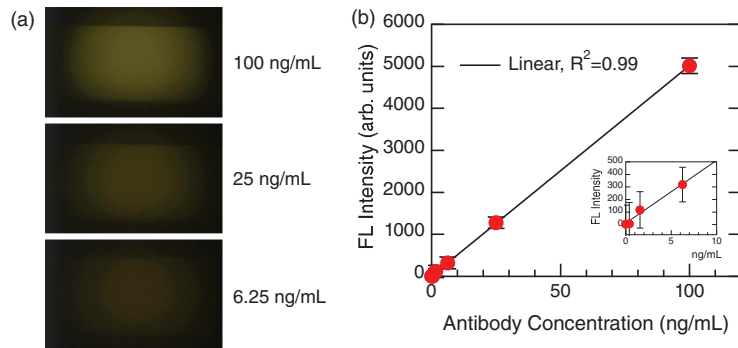 (a)
100 ng/mL
25 ng/mL
6.25 ng/mL
(b)
FL Intensity (arb. units)
6000
5000
4000
3000
2000
1000
0
Linear, R²=0.99
0
50
100
Antibody Concentration (ng/mL)
FL Intensity
500
400
300
200
100
0
0
5
10
ng/mL